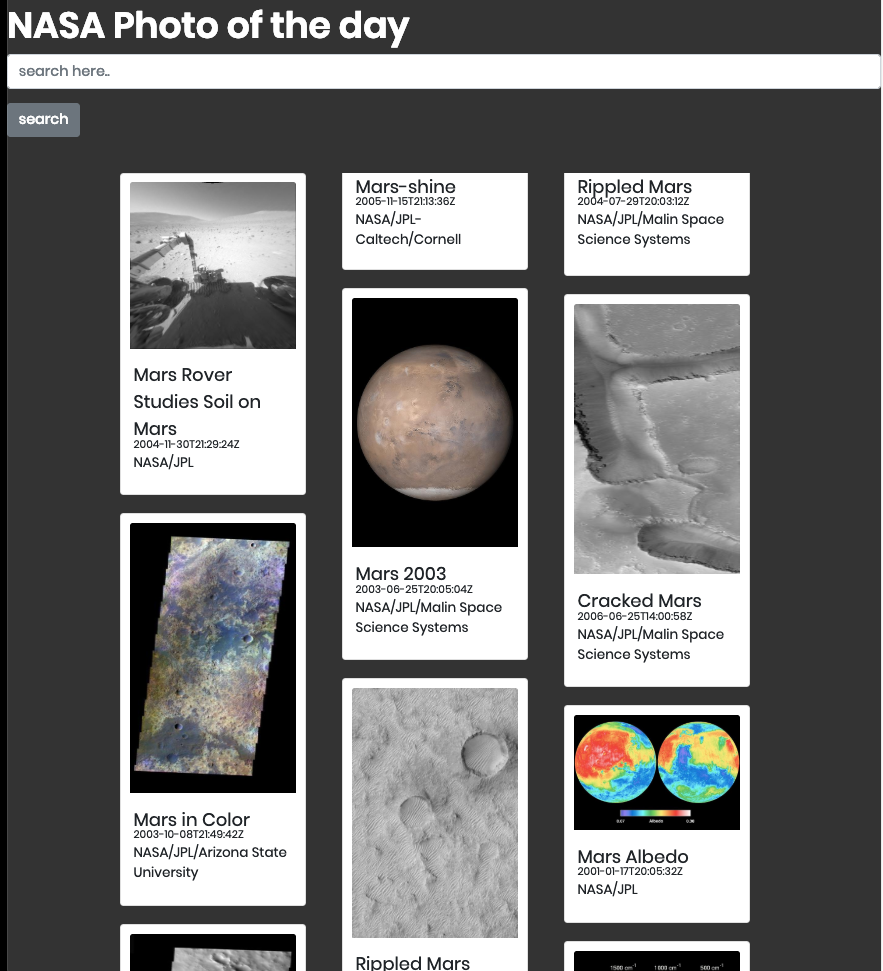 NASA Photo of the day
search here..
search
Mars Rover
Studies Soil on
Mars
2004-11-30T21:29:24Z
NASA/JPL
Mars in Color
2003-10-08T21:49:42Z
NASA/JPL/Arizona State
University
Mars-shine
2005-11-15T21:13:36Z
NASA/JPL-
Caltech/Cornell
Mars 2003
2003-06-25T20:05:04Z
NASA/JPL/Malin Space
Science Systems
Rippled Mars
Rippled Mars
2004-07-29T20:03:12Z
NASA/JPL/Malin Space
Science Systems
Cracked Mars
2006-06-25T14:00:58Z
NASA/JPL/Malin Space
Science Systems
Albedo
Mars Albedo
2001-01-17T20:05:32Z
NASA/JPL
1500 cm⁻¹ 1000 cm⁻¹ 500 cm⁻¹